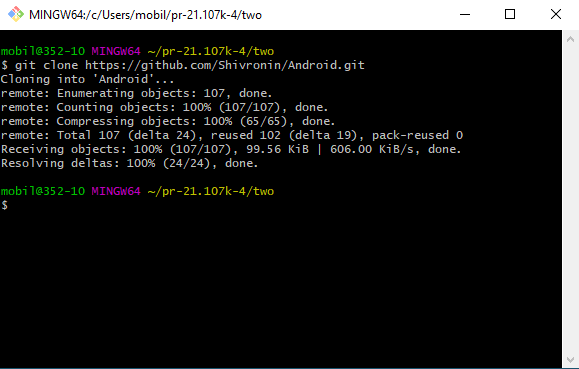 MINGW64:/c/Users/mobil/pr-21.107k-4/two
mobil@352-10 MINGW64 ~/pr-21.107k-4/two
$ git clone https://github.com/Shivronin/Android.git
Cloning into 'Android'...
remote: Enumerating objects: 107, done.
remote: Counting objects: 100% (107/107), done.
remote: Compressing objects: 100% (65/65), done.
remote: Total 107 (delta 24), reused 102 (delta 19), pack-reused 0
Receiving objects: 100% (107/107), 99.56 KiB | 606.00 KiB/s, done.
Resolving deltas: 100% (24/24), done.
mobil@352-10 MINGW64 ~/pr-21.107k-4/two
$